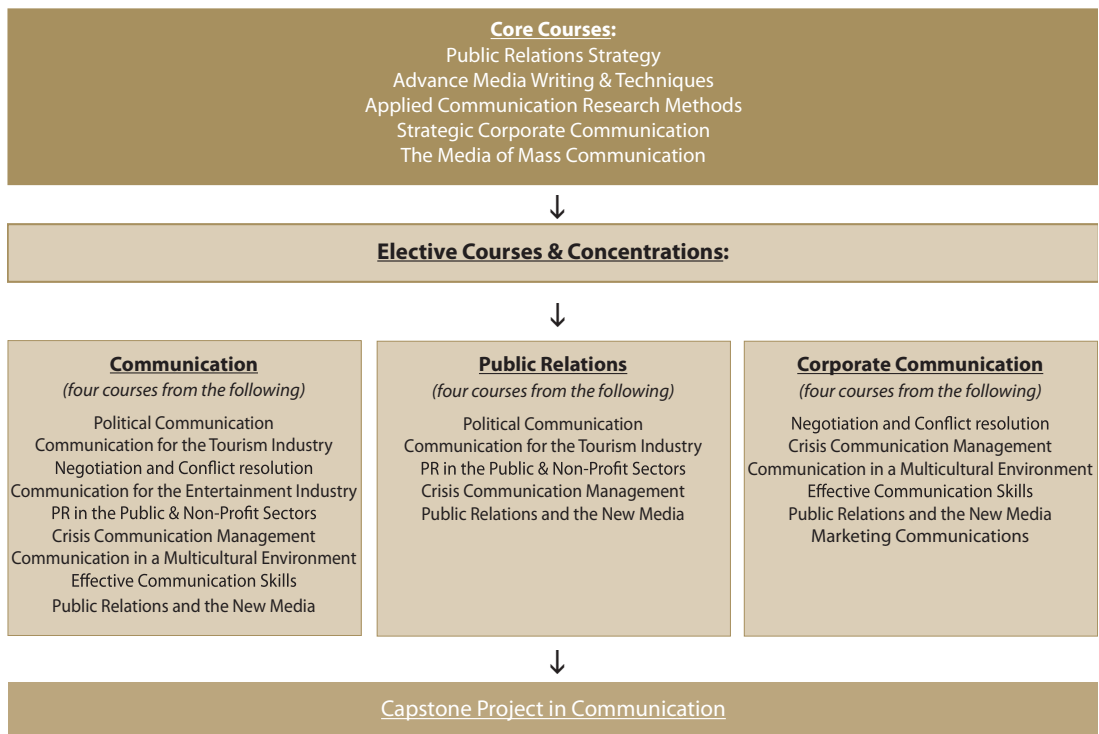 Core Courses:
Public Relations Strategy
Advance Media Writing & Techniques
Applied Communication Research Methods
Strategic Corporate Communication
The Media of Mass Communication
Elective Courses & Concentrations:
Communication
(four courses from the following)
Political Communication
Communication for the Tourism Industry
Negotiation and Conflict resolution
Communication for the Entertainment Industry
PR in the Public & Non-Profit Sectors
Crisis Communication Management
Communication in a Multicultural Environment
Effective Communication Skills
Public Relations and the New Media
Public Relations
(four courses from the following)
Political Communication
Communication for the Tourism Industry
PR in the Public & Non-Profit Sectors
Crisis Communication Management
Public Relations and the New Media
Corporate Communication
(four courses from the following)
Negotiation and Conflict resolution
Crisis Communication Management
Communication in a Multicultural Environment
Effective Communication Skills
Public Relations and the New Media
Marketing Communications
Capstone Project in Communication